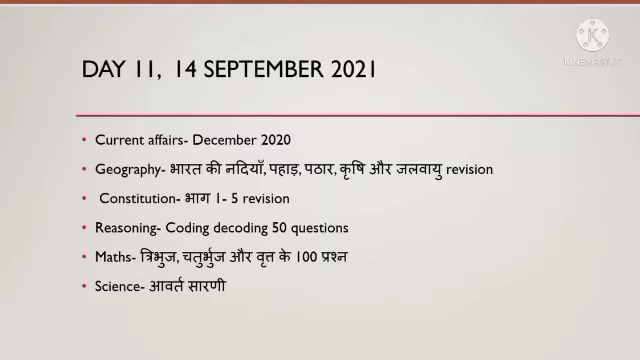 K
KINEMASTER
DAY 11, 14 SEPTEMBER 2021
• Current affairs- December 2020
• Geography- भारत की नदियाँ, पहाड़, पठार, कृषि और जलवायु revision
• Constitution- भाग 1- 5 revision
• Reasoning- Coding decoding 50 questions
• Maths- त्रिभुज, चतुर्भुज और वृत्त के 100 प्रश्न
• Science- आवर्त सारणी